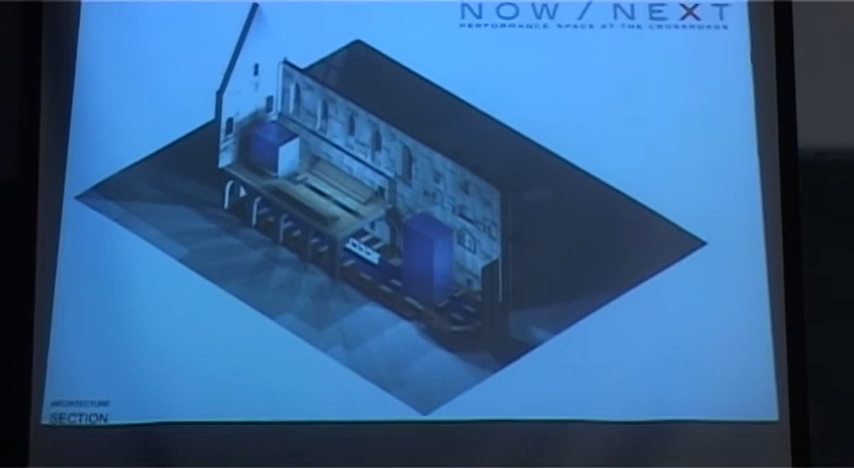 NOW / NEXT
PERFORMANCE SPACE AT THE CROSSROADS
ARCHITECTURE
SECTION